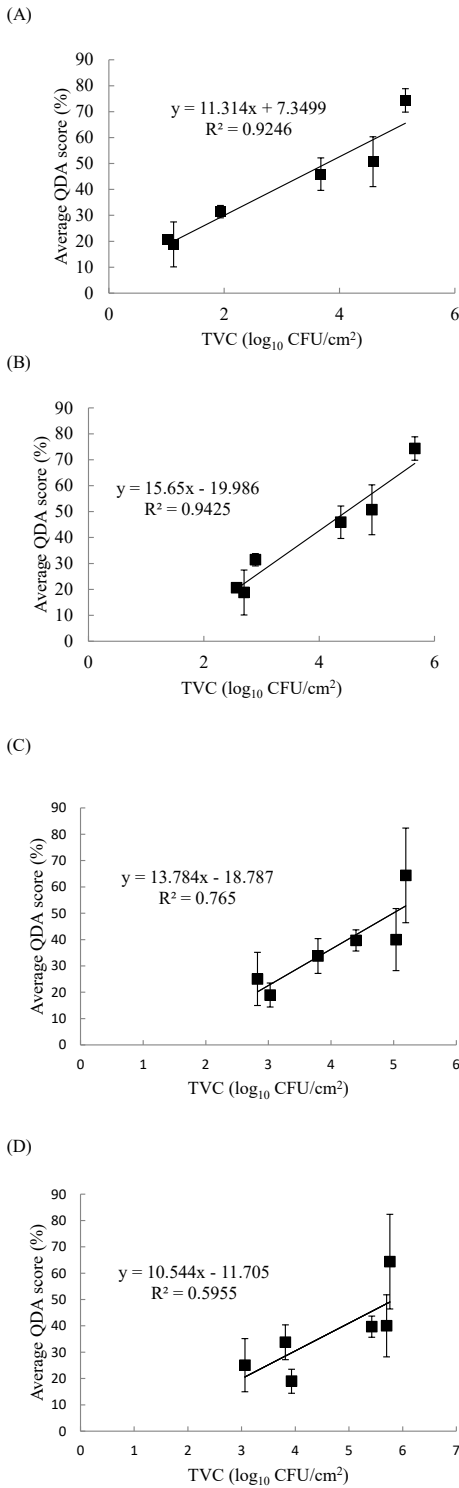 (A)
Average QDA score (%)
90
80
70
60
50
40
30
20
10
0
y = 11.314x + 7.3499
R² = 0.9246
0 2 4 6
TVC (log₁₀ CFU/cm²)
(B)
Average QDA score (%)
90
80
70
60
50
40
30
20
10
0
y = 15.65x - 19.986
R² = 0.9425
0 2 4 6
TVC (log₁₀ CFU/cm²)
(C)
Average QDA score (%)
90
80
70
60
50
40
30
20
10
0
y = 13.784x - 18.787
R² = 0.765
0 1 2 3 4 5 6
TVC (log₁₀ CFU/cm²)
(D)
Average QDA score (%)
90
80
70
60
50
40
30
20
10
0
y = 10.544x - 11.705
R² = 0.5955
0 1 2 3 4 5 6 7
TVC (log₁₀ CFU/cm²)